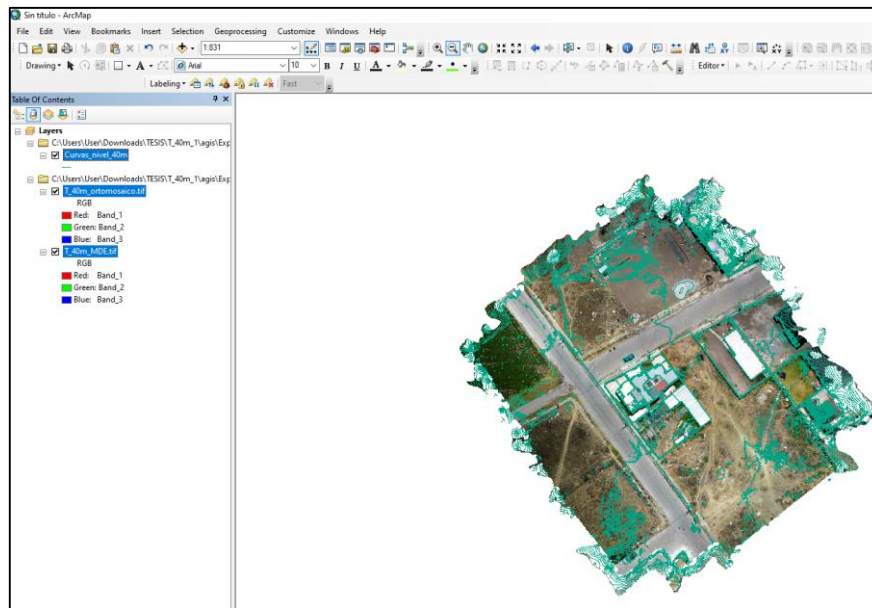 Sin título - ArcMap
File Edit View Bookmarks Insert Selection Geoprocessing Customize Windows Help
1:831
Drawing Arial 10 B I U A Editor
Labeling Fast
Table Of Contents
Layers
C:\Users\User\Downloads\TESIS\T_40m_1\agis\Exp
Curvas_nivel_40m
C:\Users\User\Downloads\TESIS\T_40m_1\agis\Exp
T_40m_ortomosaico.tif
RGB
Red: Band_1
Green: Band_2
Blue: Band_3
T_40m_MDE.tif
RGB
Red: Band_1
Green: Band_2
Blue: Band_3